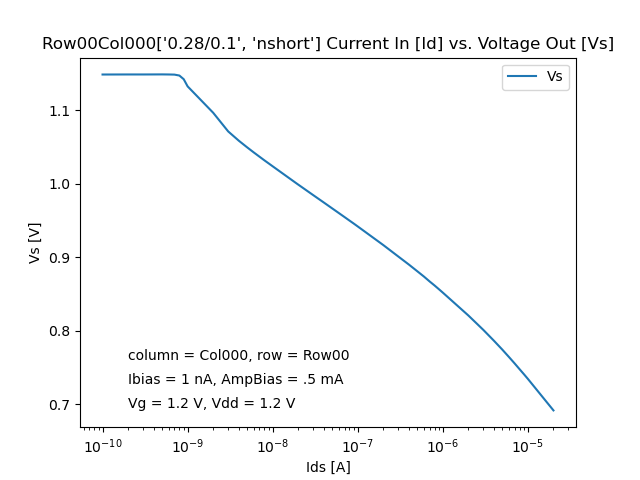 Row00Col000['0.28/0.1', 'nshort'] Current In [Id] vs. Voltage Out [Vs]
Vs
1.1
1.0
0.9
0.8
0.7
Vs [V]
column = Col000, row = Row00
Ibias = 1 nA, AmpBias = .5 mA
Vg = 1.2 V, Vdd = 1.2 V
10⁻¹⁰ 10⁻⁹ 10⁻⁸ 10⁻⁷ 10⁻⁶ 10⁻⁵
Ids [A]